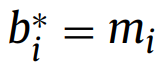 $b_i^* = m_i$